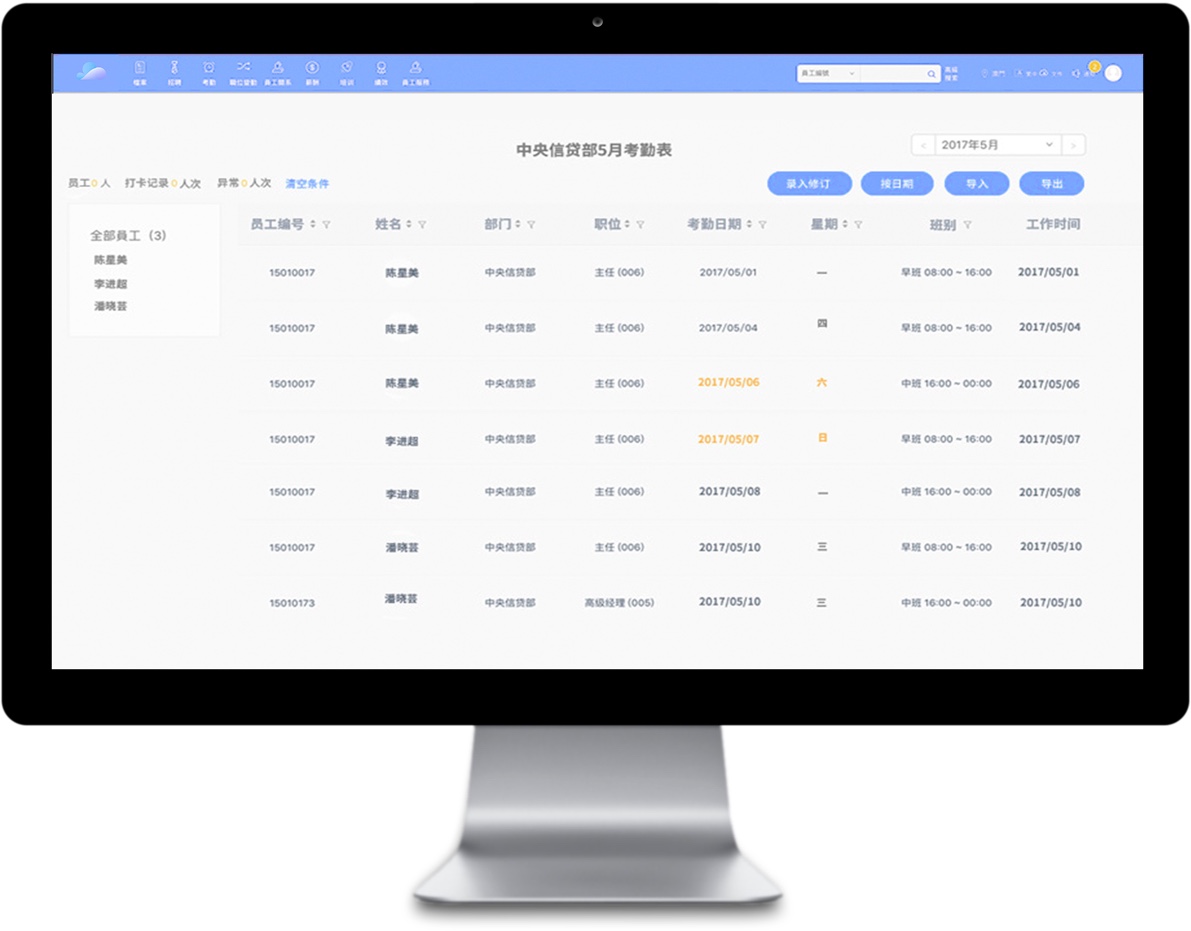 檔案 招聘 考勤 職位變動 員工關系 薪酬 培训 績效 員工服務
員工編號
高級
搜索
澳門
中央信贷部5月考勤表
< 2017年5月 >
员工0人 打卡记录0人次 异常0人次 清空条件
录入修订 按日期 导入 导出
员工编号 姓名 部门 职位 考勤日期 星期 班别 工作时间
全部員工 (3)
陈星美
李进超
潘晓芸
15010017 陈星美 中央信贷部 主任 (006) 2017/05/01 一 早班 08:00 ~ 16:00 2017/05/01
15010017 陈星美 中央信贷部 主任 (006) 2017/05/04 四 早班 08:00 ~ 16:00 2017/05/04
15010017 陈星美 中央信贷部 主任 (006) 2017/05/06 六 中班 16:00 ~ 00:00 2017/05/06
15010017 李进超 中央信贷部 主任 (006) 2017/05/07 日 早班 08:00 ~ 16:00 2017/05/07
15010017 李进超 中央信贷部 主任 (006) 2017/05/08 一 中班 16:00 ~ 00:00 2017/05/08
15010017 潘晓芸 中央信贷部 主任 (006) 2017/05/10 三 早班 08:00 ~ 16:00 2017/05/10
15010173 潘晓芸 中央信贷部 高级经理 (005) 2017/05/10 三 中班 16:00 ~ 00:00 2017/05/10